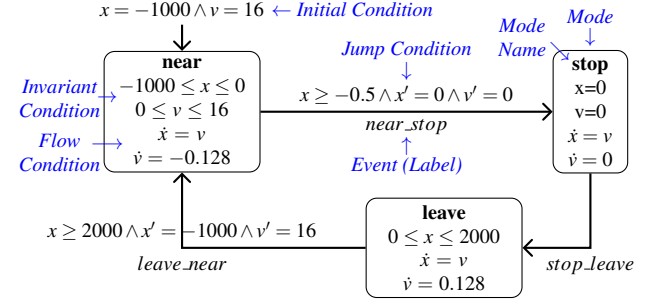 x = −1000 ∧ v = 16 ← Initial Condition
near
−1000 ≤ x ≤ 0
0 ≤ v ≤ 16
ẋ = v
v̇ = −0.128
Invariant
Condition
Flow
Condition
Jump Condition
x ≥ −0.5 ∧ x′ = 0 ∧ v′ = 0
near_stop
Event (Label)
Mode
Mode
Name
stop
x=0
v=0
ẋ = v
v̇ = 0
leave
0 ≤ x ≤ 2000
ẋ = v
v̇ = 0.128
x ≥ 2000 ∧ x′ = −1000 ∧ v′ = 16
leave_near
stop_leave